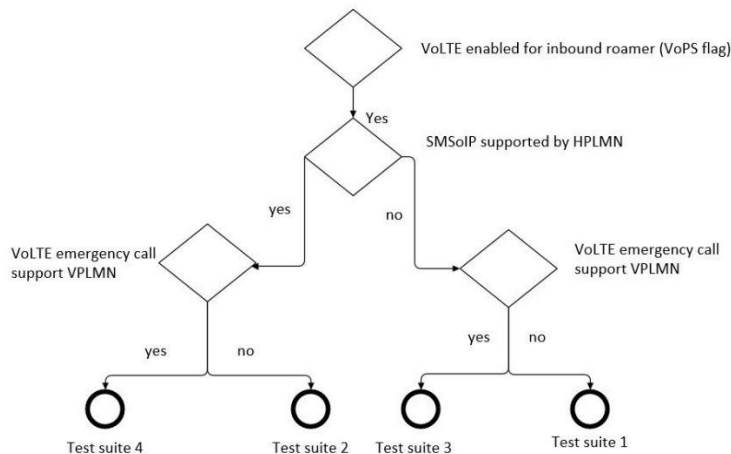 VoLTE enabled for inbound roamer (VoPS flag)
Yes
SMSoIP supported by HPLMN
yes
no
VoLTE emergency call
support VPLMN
VoLTE emergency call
support VPLMN
yes
no
yes
no
Test suite 4
Test suite 2
Test suite 3
Test suite 1